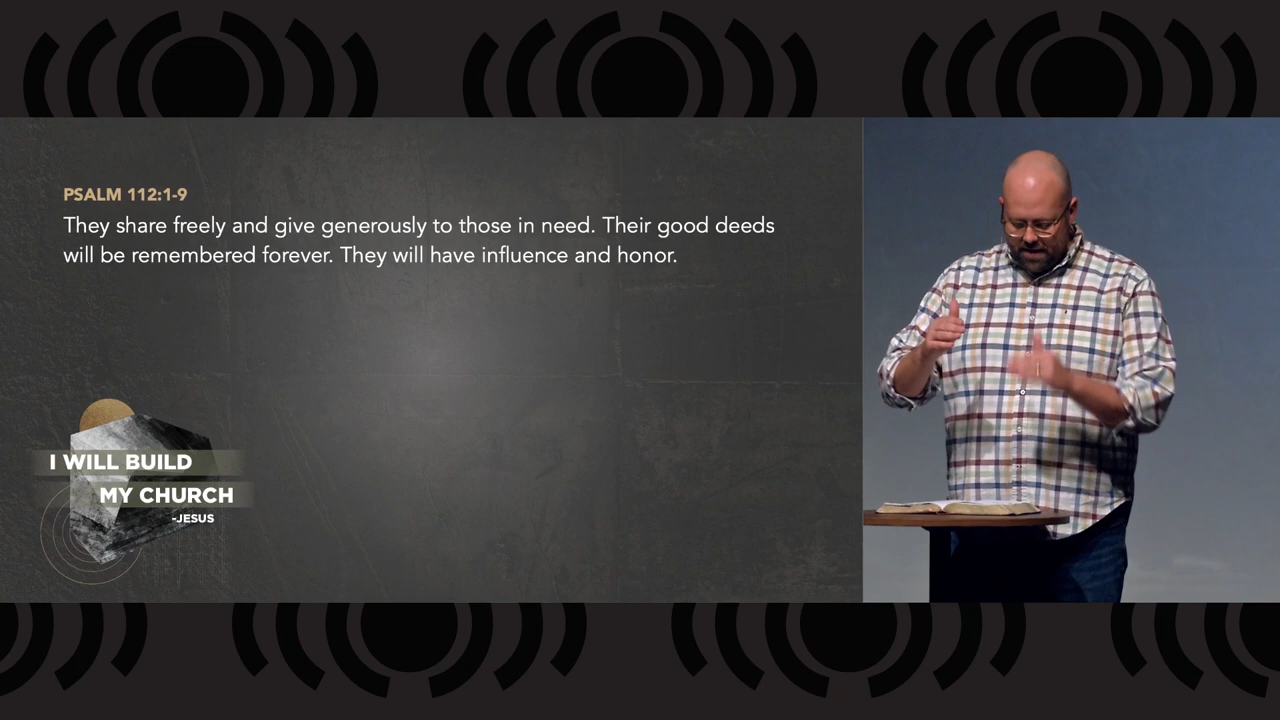 PSALM 112:1-9
They share freely and give generously to those in need. Their good deeds
will be remembered forever. They will have influence and honor.
I WILL BUILD
MY CHURCH
-JESUS